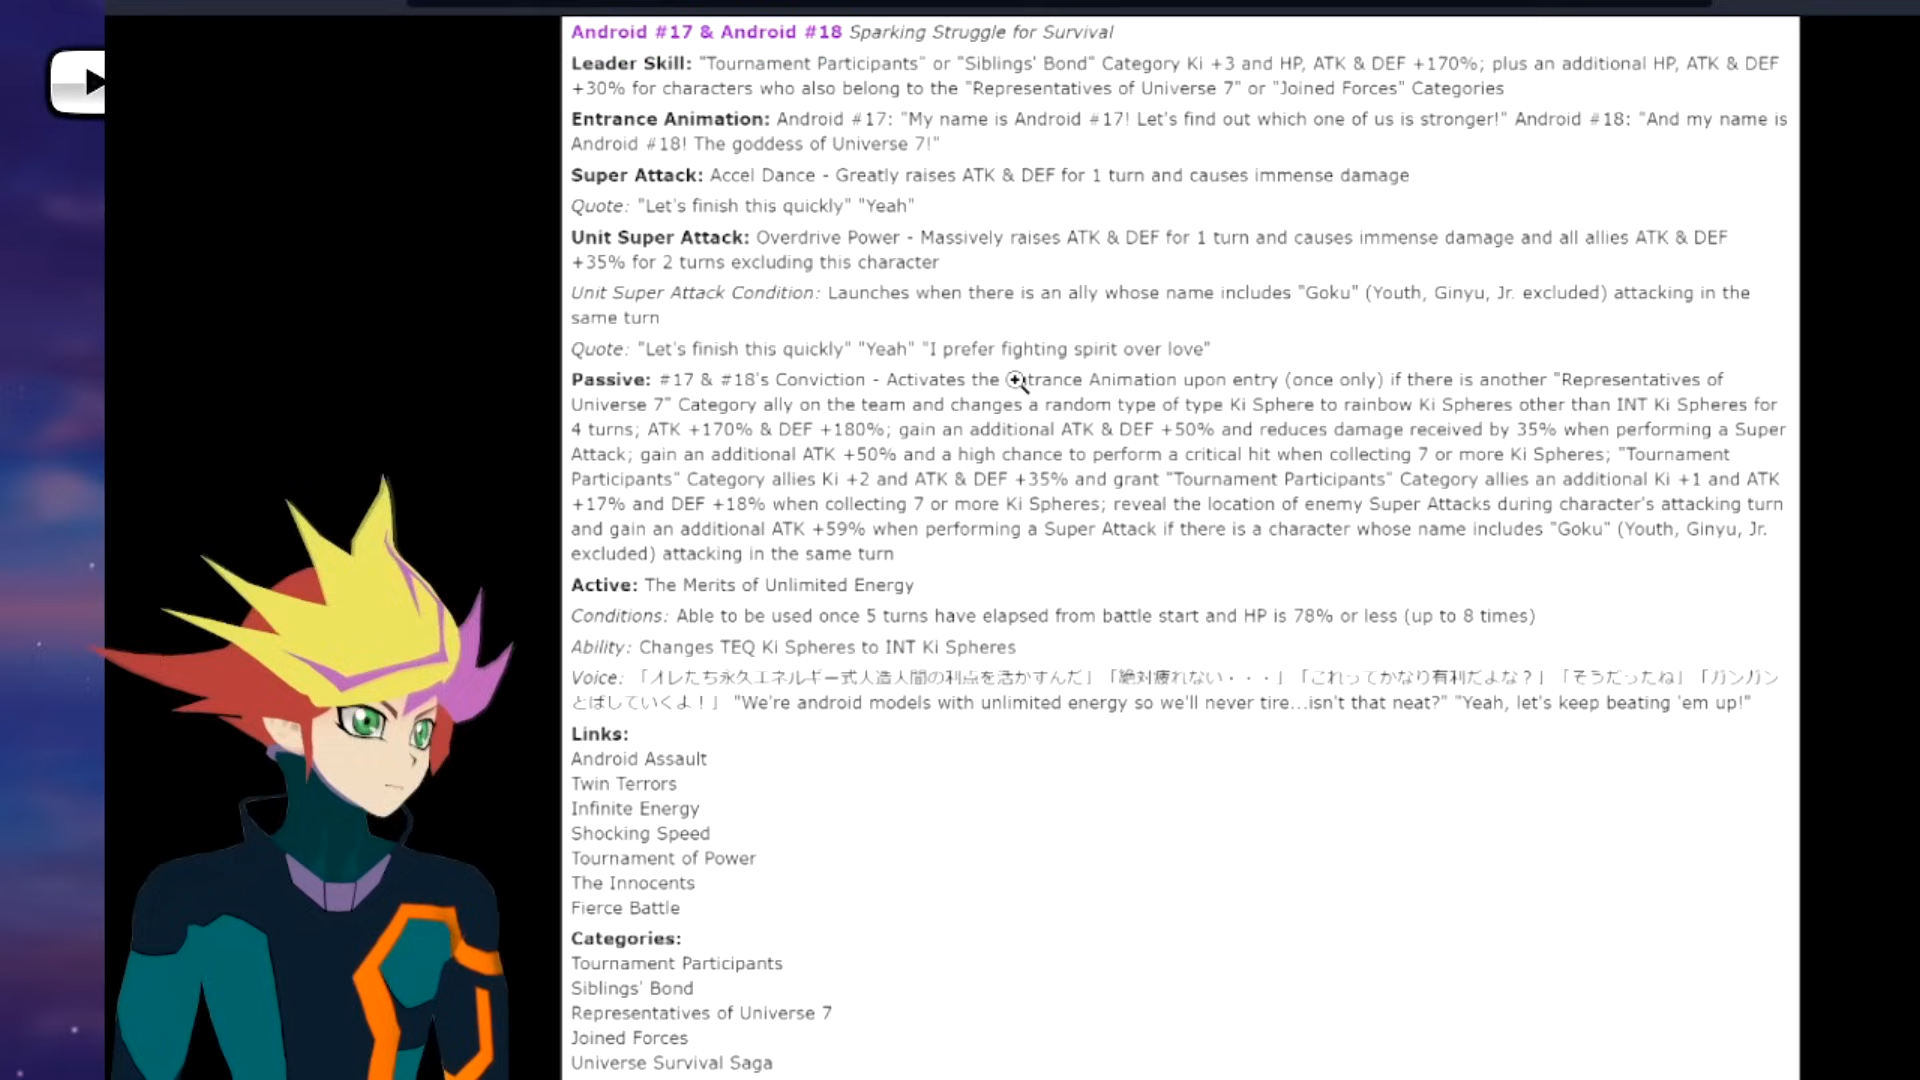 Android #17 & Android #18 Sparking Struggle for Survival
Leader Skill: "Tournament Participants" or "Siblings' Bond" Category Ki +3 and HP, ATK & DEF +170%; plus an additional HP, ATK & DEF
+30% for characters who also belong to the "Representatives of Universe 7" or "Joined Forces" Categories
Entrance Animation: Android #17: "My name is Android #17! Let's find out which one of us is stronger!" Android #18: "And my name is
Android #18! The goddess of Universe 7!"
Super Attack: Accel Dance - Greatly raises ATK & DEF for 1 turn and causes immense damage
Quote: "Let's finish this quickly" "Yeah"
Unit Super Attack: Overdrive Power - Massively raises ATK & DEF for 1 turn and causes immense damage and all allies ATK & DEF
+35% for 2 turns excluding this character
Unit Super Attack Condition: Launches when there is an ally whose name includes "Goku" (Youth, Ginyu, Jr. excluded) attacking in the
same turn
Quote: "Let's finish this quickly" "Yeah" "I prefer fighting spirit over love"
Passive: #17 & #18's Conviction - Activates the trance Animation upon entry (once only) if there is another "Representatives of
Universe 7" Category ally on the team and changes a random type of type Ki Sphere to rainbow Ki Spheres other than INT Ki Spheres for
4 turns; ATK +170% & DEF +180%; gain an additional ATK & DEF +50% and reduces damage received by 35% when performing a Super
Attack; gain an additional ATK +50% and a high chance to perform a critical hit when collecting 7 or more Ki Spheres; "Tournament
Participants" Category allies Ki +2 and ATK & DEF +35% and grant "Tournament Participants" Category allies an additional Ki +1 and ATK
+17% and DEF +18% when collecting 7 or more Ki Spheres; reveal the location of enemy Super Attacks during character's attacking turn
and gain an additional ATK +59% when performing a Super Attack if there is a character whose name includes "Goku" (Youth, Ginyu, Jr.
excluded) attacking in the same turn
Active: The Merits of Unlimited Energy
Conditions: Able to be used once 5 turns have elapsed from battle start and HP is 78% or less (up to 8 times)
Ability: Changes TEQ Ki Spheres to INT Ki Spheres
Voice: 「オレたち永久エネルギー式人造人間の利点を活かすんだ」「絶対疲れない・・・」「これってかなり有利だよな？」「そうだったね」「ガンガン
とばしていくよ！」 "We're android models with unlimited energy so we'll never tire...isn't that neat?" "Yeah, let's keep beating 'em up!"
Links:
Android Assault
Twin Terrors
Infinite Energy
Shocking Speed
Tournament of Power
The Innocents
Fierce Battle
Categories:
Tournament Participants
Siblings' Bond
Representatives of Universe 7
Joined Forces
Universe Survival Saga